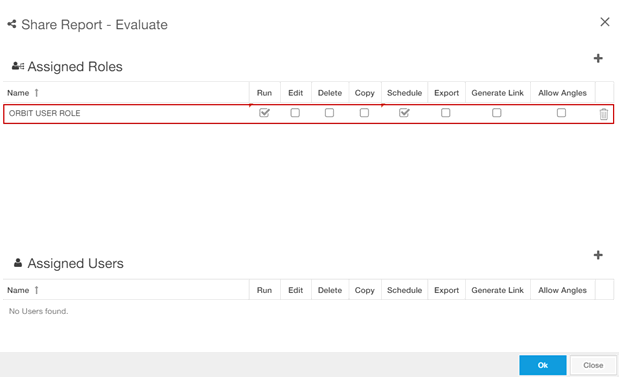 Share Report - Evaluate
Assigned Roles
Name Run Edit Delete Copy Schedule Export Generate Link Allow Angles
ORBIT USER ROLE
Assigned Users
Name Run Edit Delete Copy Schedule Export Generate Link Allow Angles
No Users found.
Ok Close